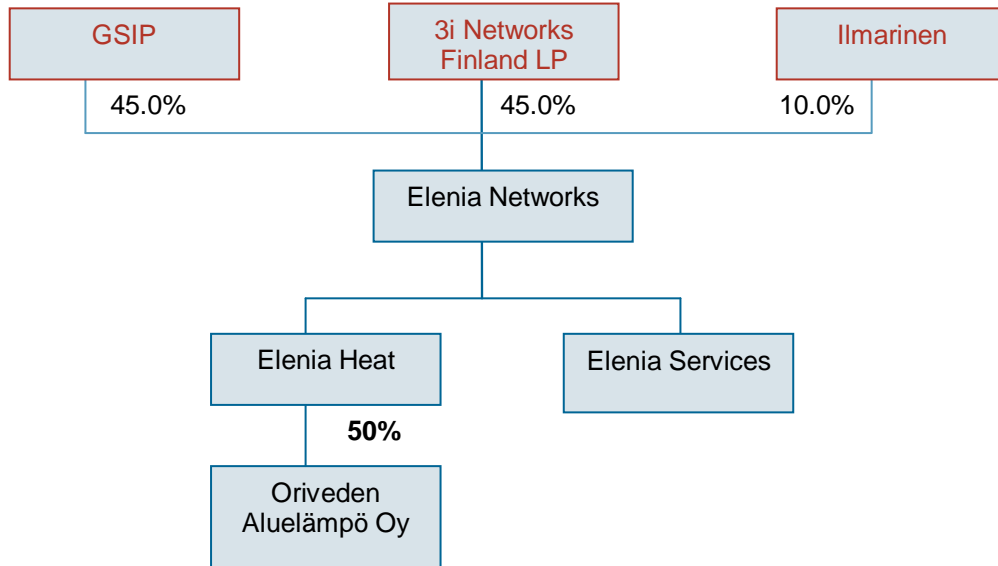 GSIP
3i Networks
Finland LP
Ilmarinen
45.0%
45.0%
10.0%
Elenia Networks
Elenia Heat
Elenia Services
50%
Oriveden
Aluelämpö Oy